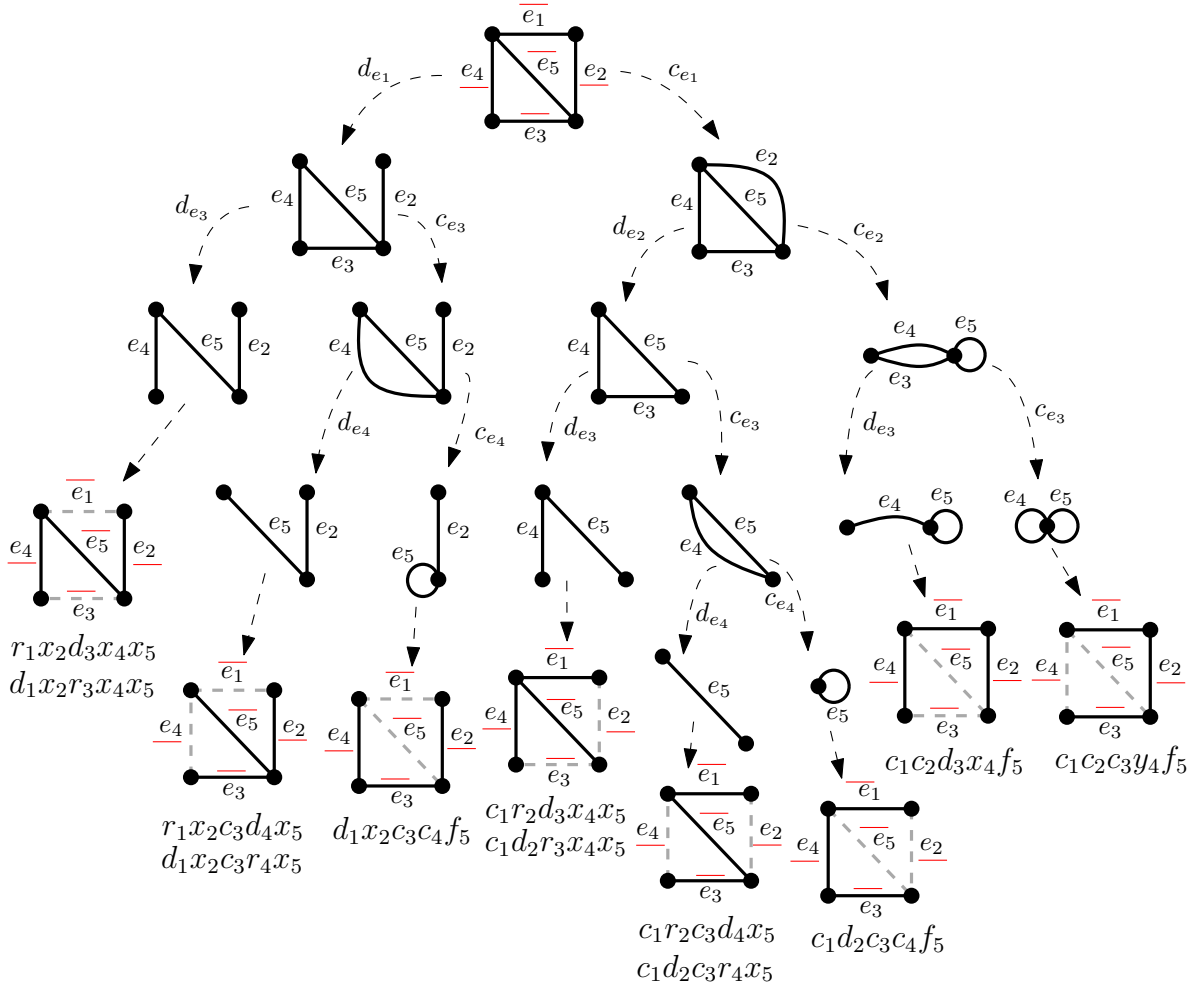 e₁
d_{e₁} e₄ e₅ e₂ c_{e₁}
e₃
e₂
d_{e₃} e₄ e₅ e₂ c_{e₃}
e₃
d_{e₂} e₄ e₅ c_{e₂}
e₃
e₄ e₅ e₂
e₄ e₅ e₂
e₄ e₅
e₃
e₄ e₅
e₃
d_{e₄} c_{e₄}
d_{e₃} c_{e₃}
d_{e₃} c_{e₃}
e₁
e₄ e₅ e₂
e₃
r₁x₂d₃x₄x₅
d₁x₂r₃x₄x₅
e₅ e₂
e₅ e₂
e₄ e₅
e₄ e₅
d_{e₄} c_{e₄}
e₄ e₅
e₄ e₅
e₁
e₄ e₅ e₂
e₃
r₁x₂c₃d₄x₅
d₁x₂c₃r₄x₅
e₁
e₄ e₅ e₂
e₃
d₁x₂c₃c₄f₅
e₁
e₄ e₅ e₂
e₃
c₁r₂d₃x₄x₅
c₁d₂r₃x₄x₅
e₅
e₅
e₁
e₄ e₅ e₂
e₃
c₁c₂d₃x₄f₅
e₁
e₄ e₅ e₂
e₃
c₁c₂c₃y₄f₅
e₁
e₄ e₅ e₂
e₃
c₁r₂c₃d₄x₅
c₁d₂c₃r₄x₅
e₁
e₄ e₅ e₂
e₃
c₁d₂c₃c₄f₅